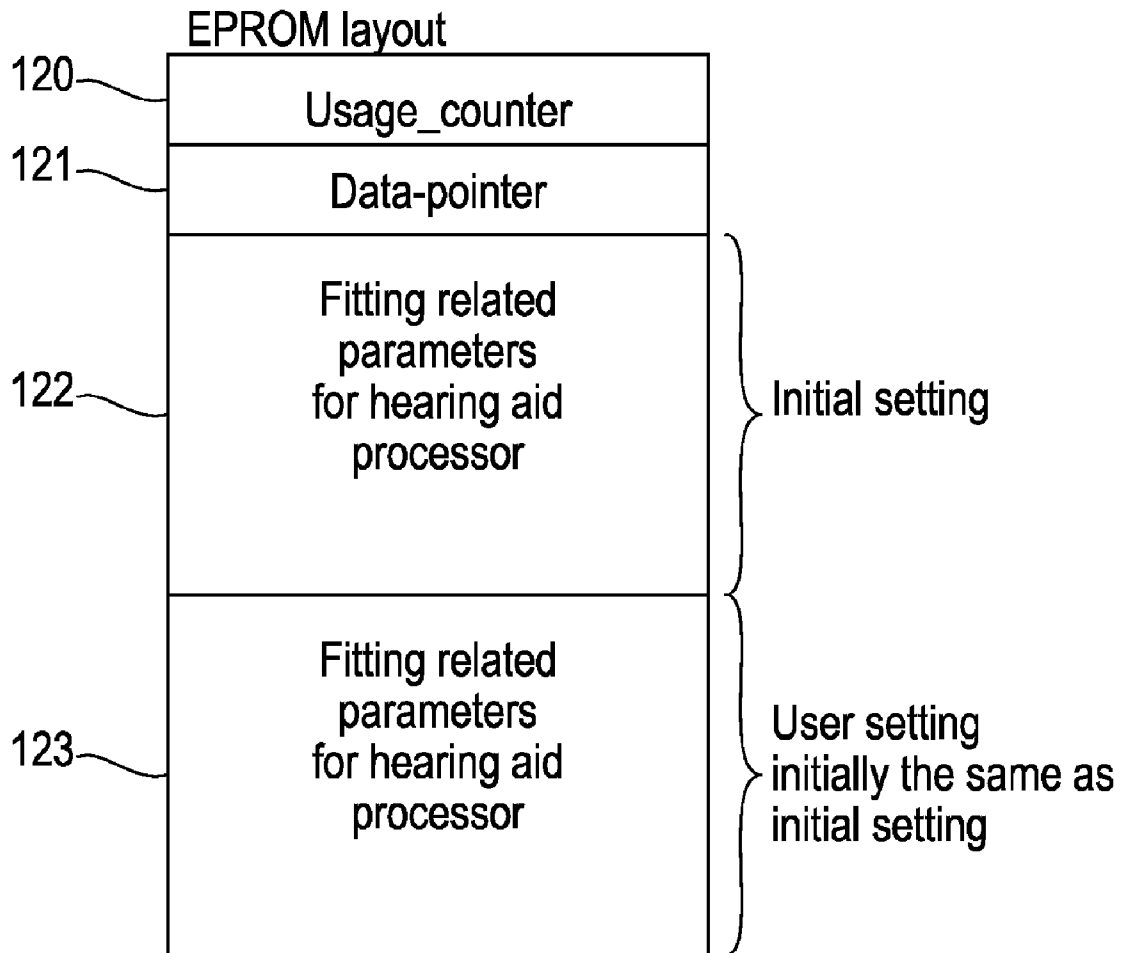 EPROM layout
120
Usage_counter
121
Data-pointer
122
Fitting related
parameters
for hearing aid
processor
Initial setting
123
Fitting related
parameters
for hearing aid
processor
User setting
initially the same as
initial setting